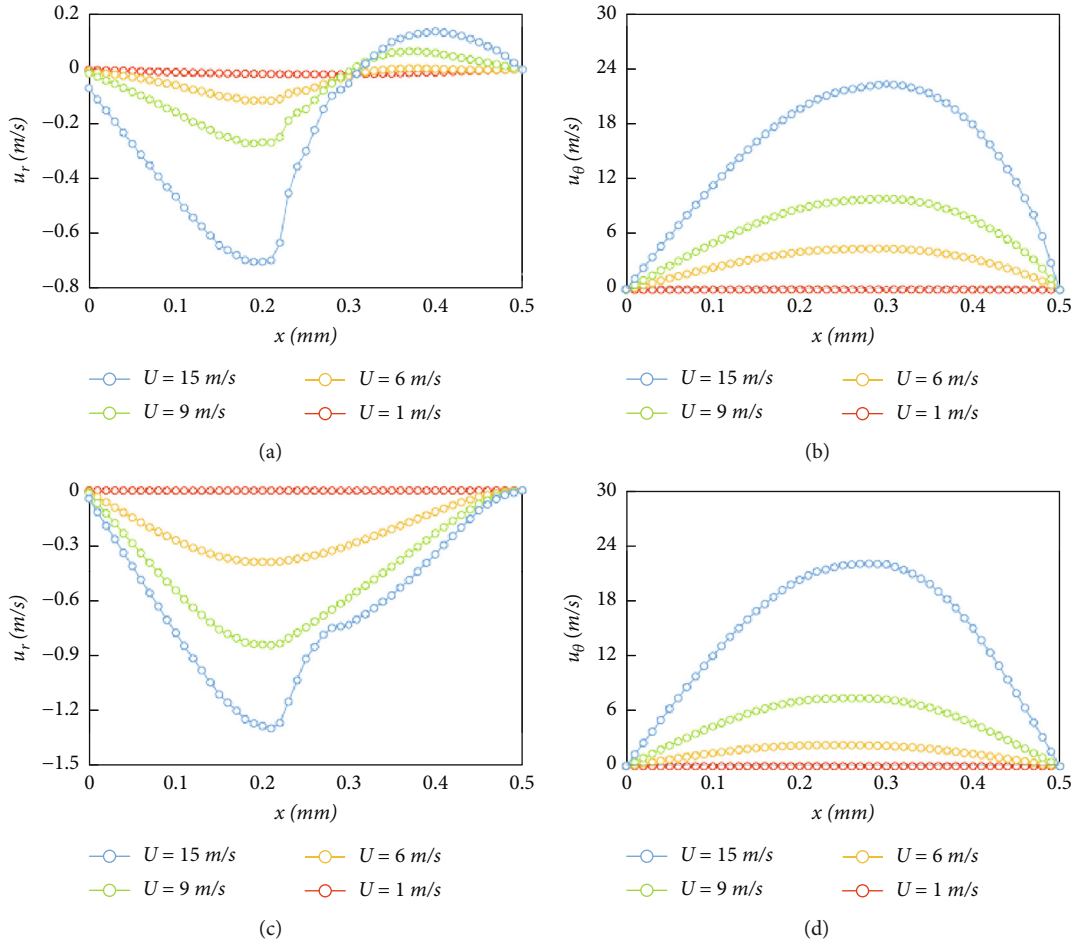 0.2
0
−0.2
−0.4
−0.6
−0.8
u_r (m/s)
0 0.1 0.2 0.3 0.4 0.5
x (mm)
U = 15 m/s U = 6 m/s
U = 9 m/s U = 1 m/s
(a)
30
24
18
12
6
0
u_θ (m/s)
0 0.1 0.2 0.3 0.4 0.5
x (mm)
U = 15 m/s U = 6 m/s
U = 9 m/s U = 1 m/s
(b)
0
−0.3
−0.6
−0.9
−1.2
−1.5
u_r (m/s)
0 0.1 0.2 0.3 0.4 0.5
x (mm)
U = 15 m/s U = 6 m/s
U = 9 m/s U = 1 m/s
(c)
30
24
18
12
6
0
u_θ (m/s)
0 0.1 0.2 0.3 0.4 0.5
x (mm)
U = 15 m/s U = 6 m/s
U = 9 m/s U = 1 m/s
(d)